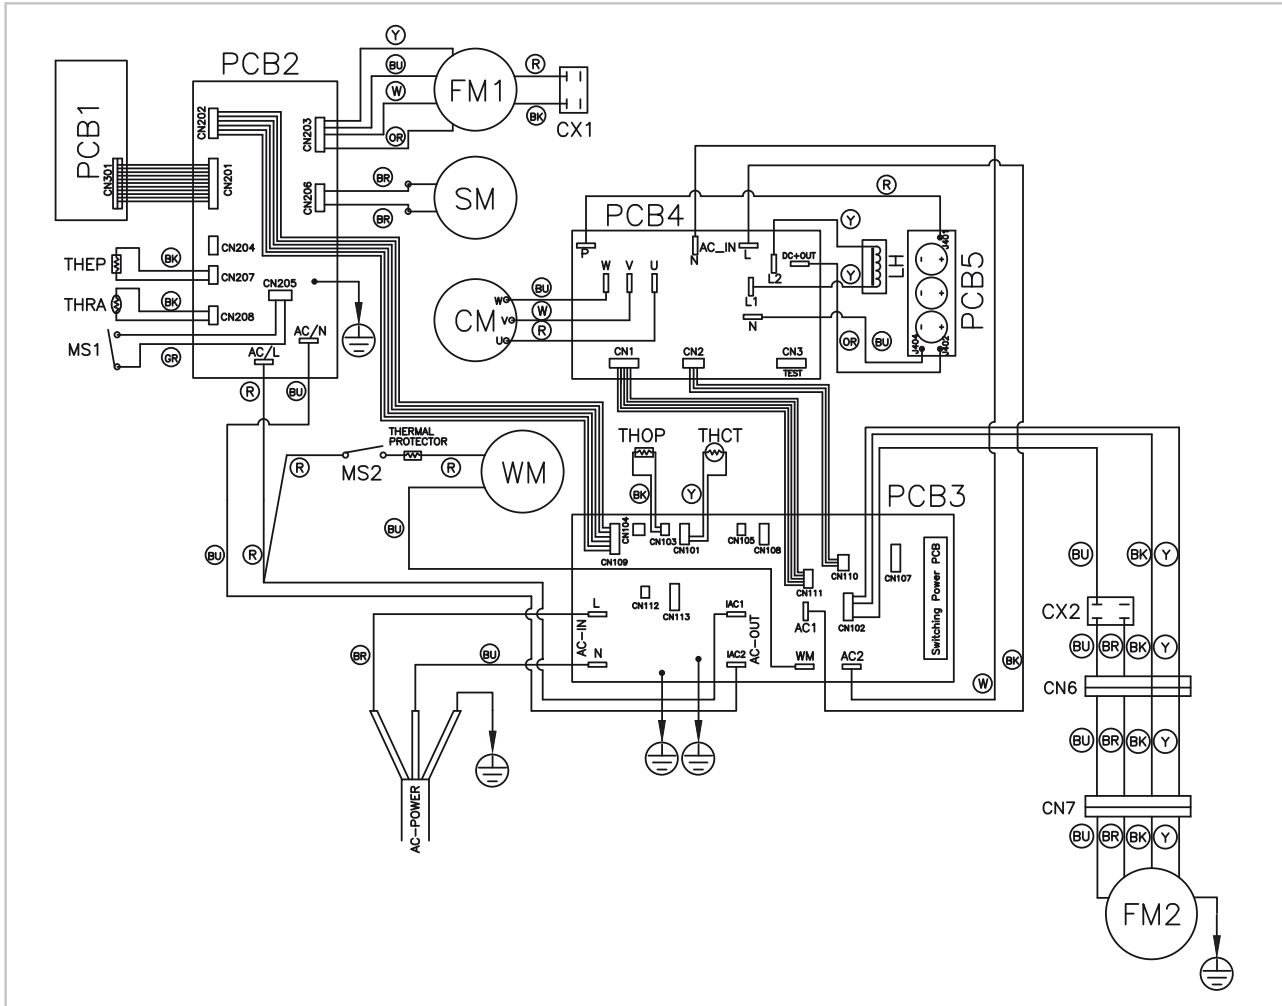 PCB1
CN301
PCB2
CN202
CN201
CN203
CN206
CN204
CN207
CN208
CN205
AC/N
AC/L
Y
BU
W
OR
FM1
R
BK
CX1
BR
BR
SM
THEP
BK
THRA
BK
MS1
GR
R
BU
CM
W
V
U
BU
W
R
PCB4
P
W
V
U
AC_IN
N
L
L2
DC+OUT
L1
N
CN1
CN2
CN3
TEST
R
Y
Y
LH
OR
BU
PCB5
J401
J404
J402
- +
- +
- +
THERMAL
PROTECTOR
R
MS2
R
WM
BU
BU
R
THOP
THCT
BK
Y
PCB3
CN104
CN103
CN101
CN105
CN108
CN109
CN110
CN111
CN107
CN112
CN113
CN102
L
AC-IN
N
IAC1
AC-OUT
IAC2
AC1
WM
AC2
Switching Power PCB
BR
BU
AC-POWER
W
BK
BU
BK
Y
CX2
BU
BR
BK
Y
CN6
BU
BR
BK
Y
CN7
BU
BR
BK
Y
FM2